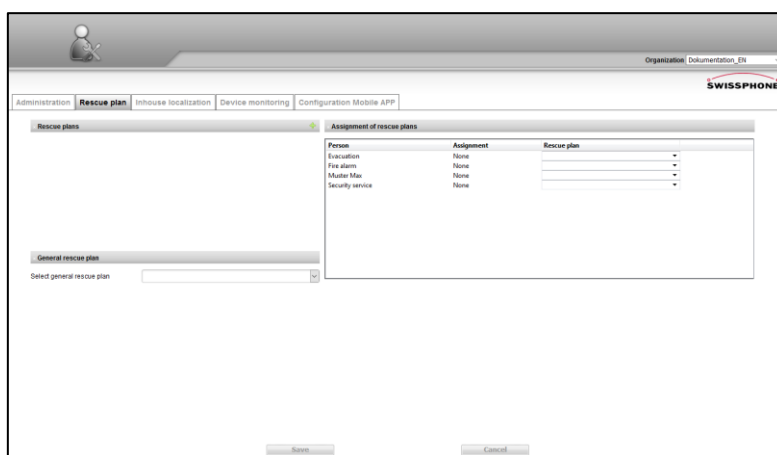 Organization Dokumentation_EN
SWISSPHONE
Administration Rescue plan Inhouse localization Device monitoring Configuration Mobile APP
Rescue plans
Assignment of rescue plans
Person Assignment Rescue plan
Evacuation None
Fire alarm None
Muster Max None
Security service None
General rescue plan
Select general rescue plan
Save Cancel